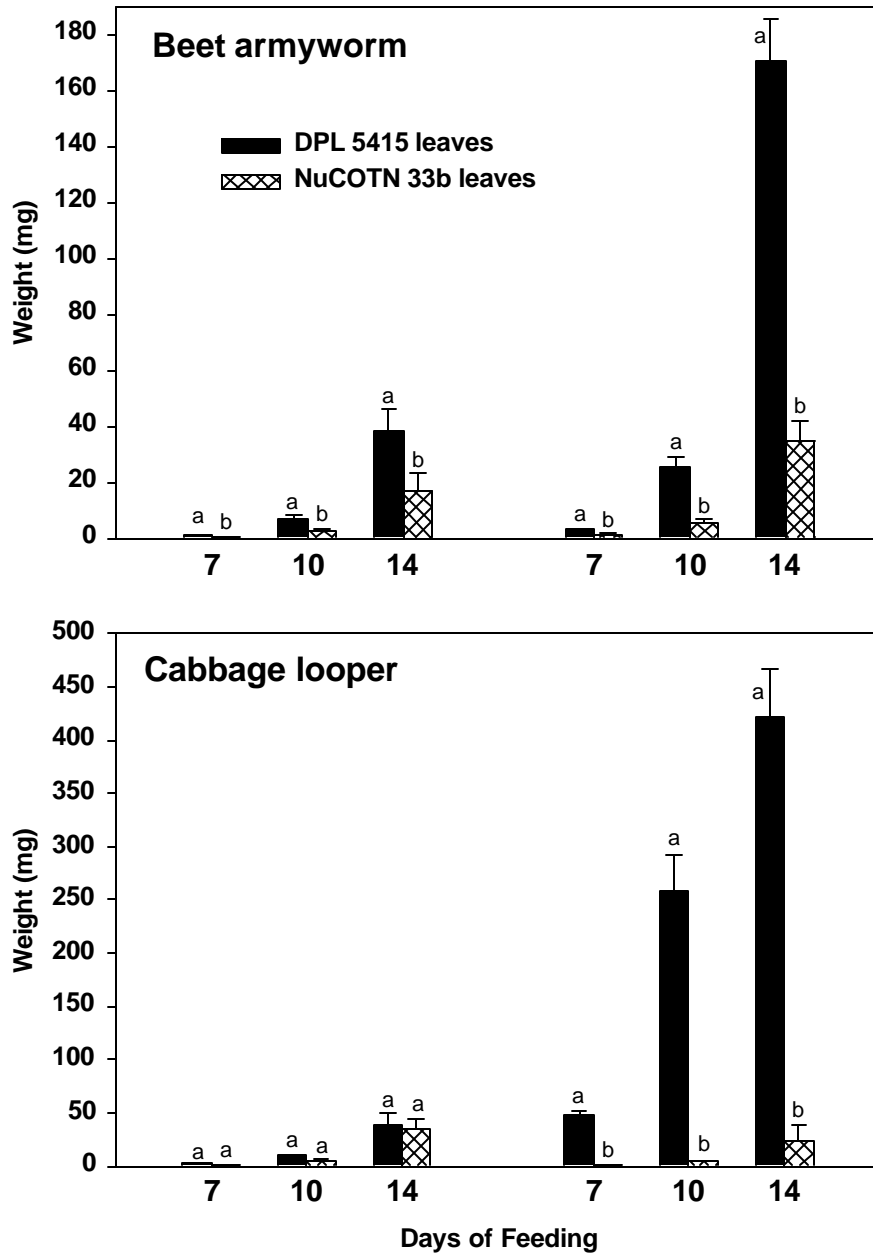 180
Beet armyworm
160
140
DPL 5415 leaves
NuCOTN 33b leaves
120
100
80
60
40
20
0
Weight (mg)
a
a b a b a b a b a b b
7 10 14 7 10 14
500
Cabbage looper
450
400
350
300
250
200
150
100
50
0
Weight (mg)
a
a
a a a a a a a b b b
7 10 14 7 10 14
Days of Feeding